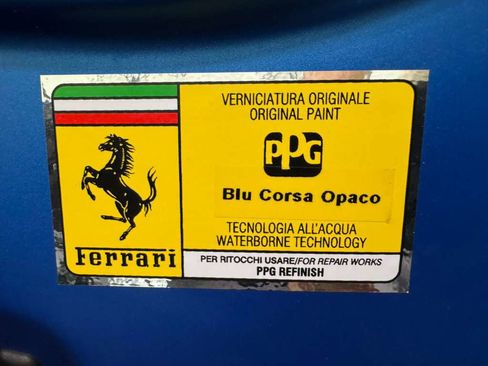 Ferrari
VERNICIATURA ORIGINALE
ORIGINAL PAINT
PPG
Blu Corsa Opaco
TECNOLOGIA ALL'ACQUA
WATERBORNE TECHNOLOGY
PER RITOCCHI USARE/FOR REPAIR WORKS
PPG REFINISH